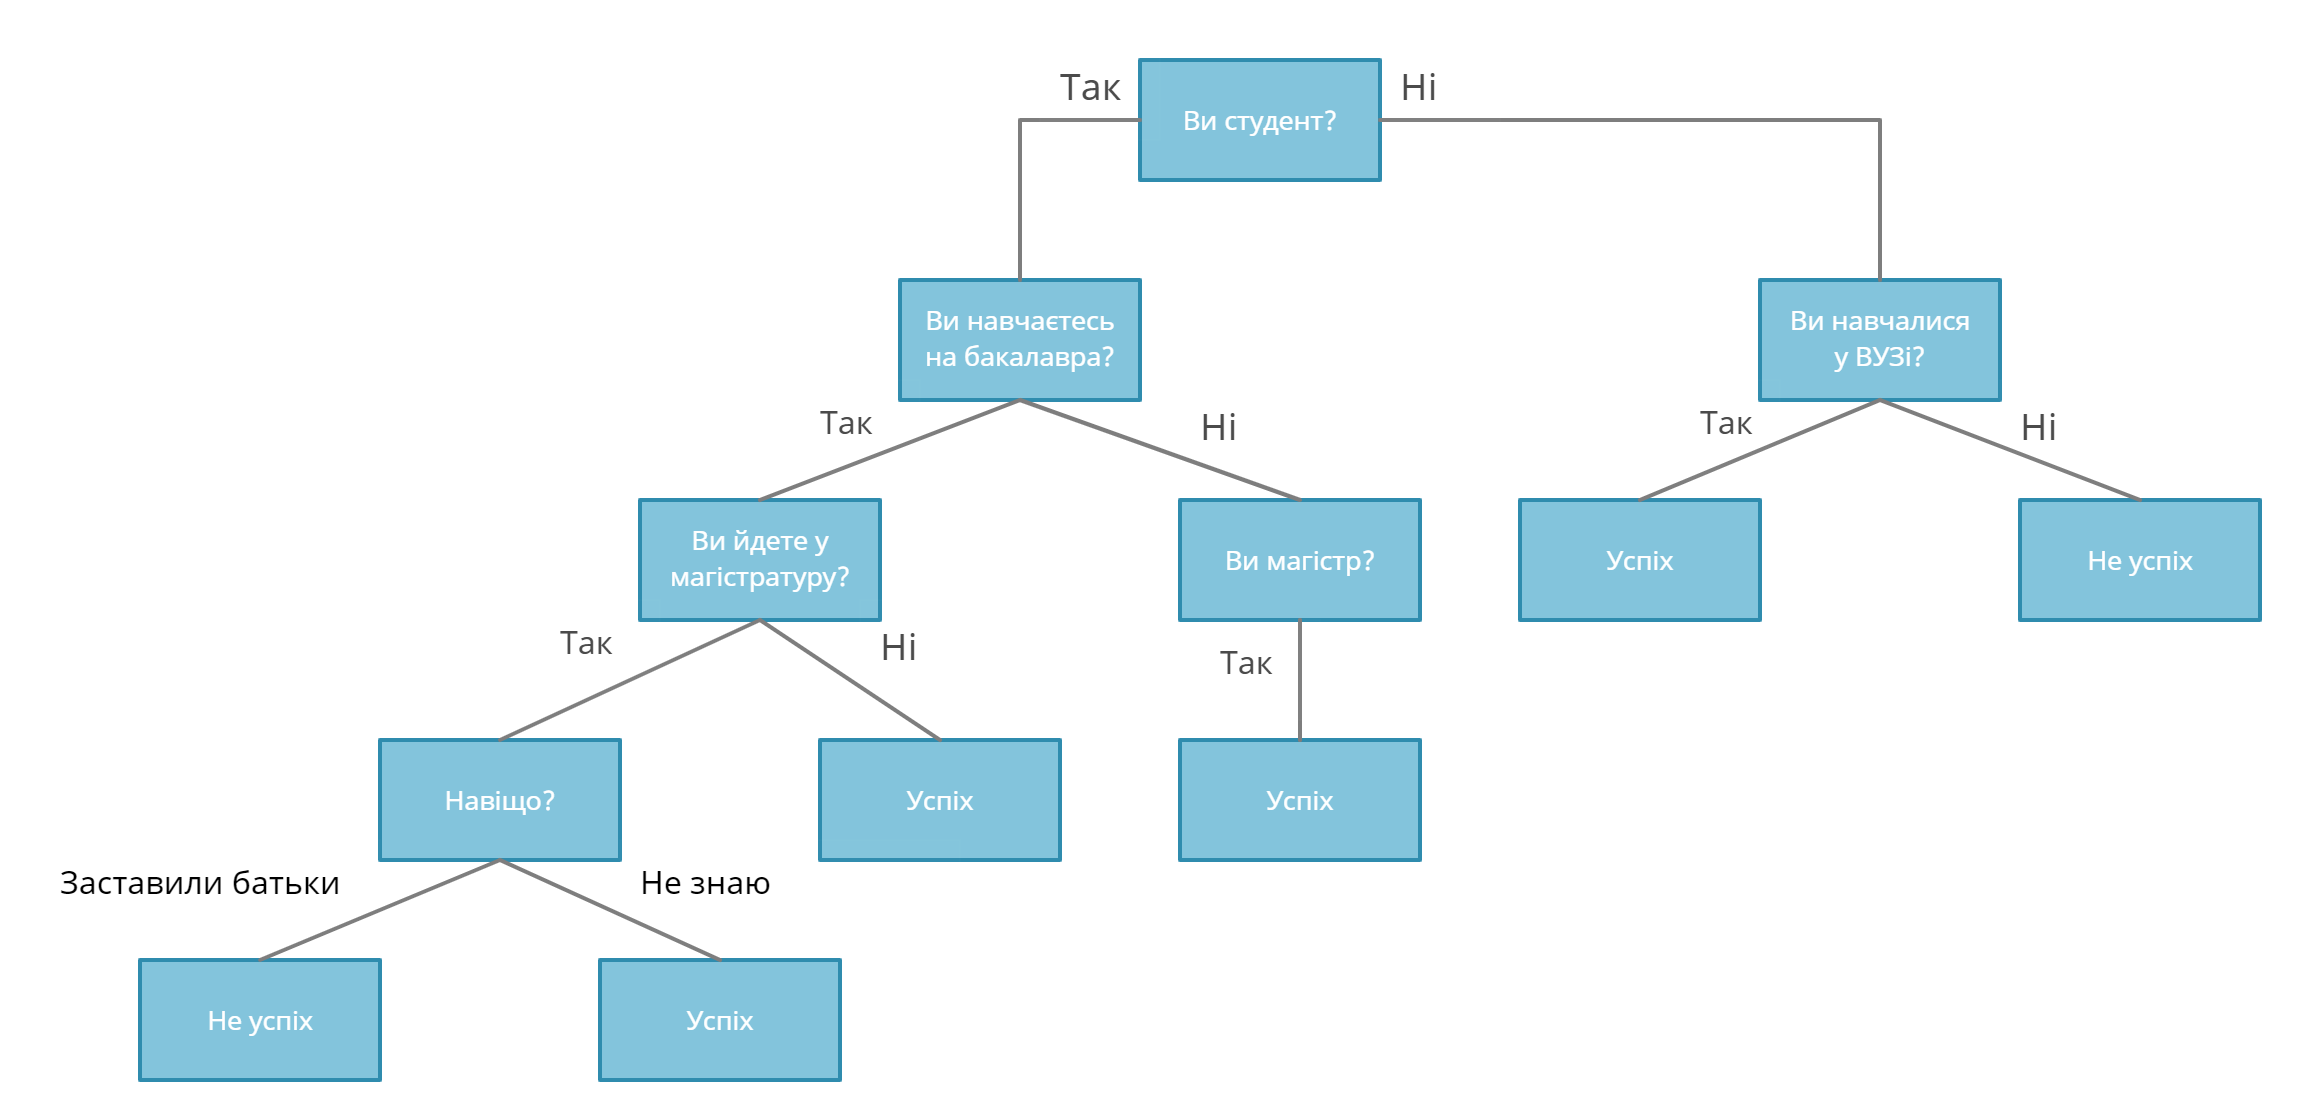 Так
Ні
Ви студент?
Ви навчаєтесь
на бакалавра?
Ви навчалися
у ВУЗі?
Так
Ні
Так
Ні
Ви йдете у
магістратуру?
Ви магістр?
Успіх
Не успіх
Так
Ні
Так
Навіщо?
Успіх
Успіх
Заставили батьки
Не знаю
Не успіх
Успіх